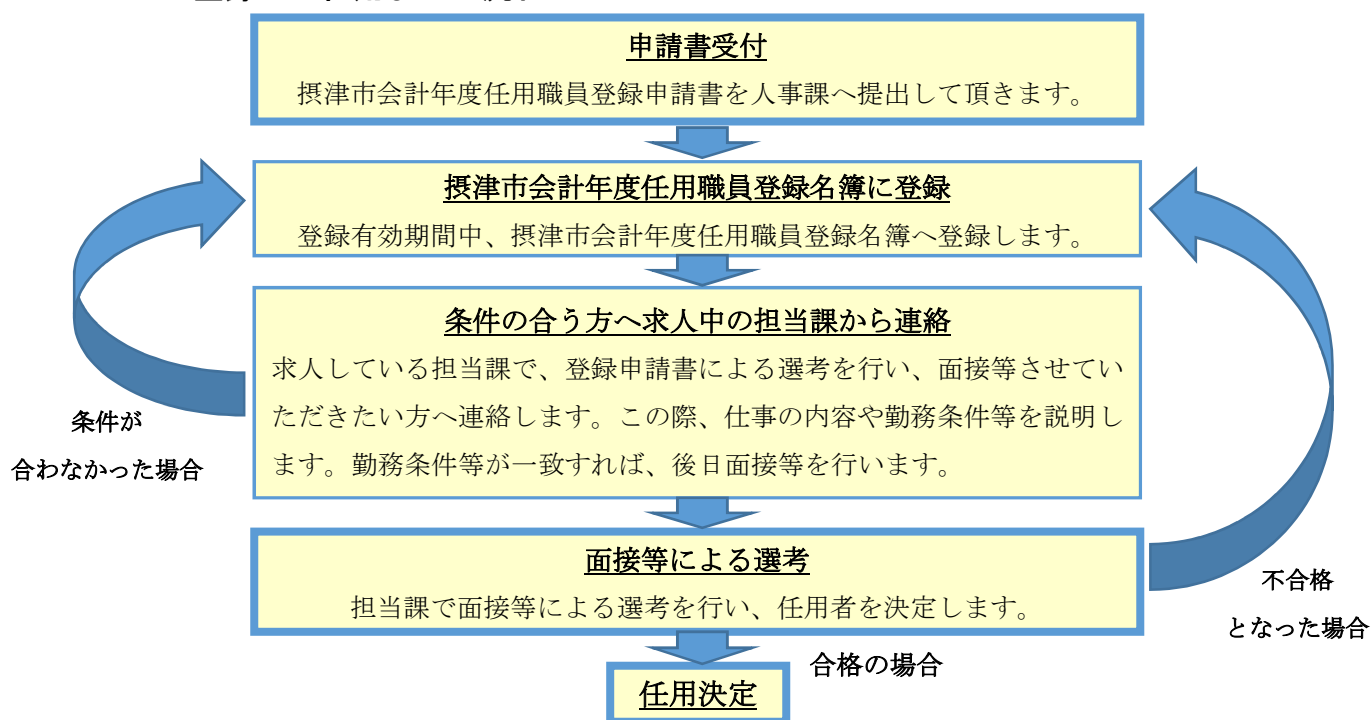 申請書受付
摂津市会計年度任用職員登録申請書を人事課へ提出して頂きます。
摂津市会計年度任用職員登録名簿に登録
登録有効期間中、摂津市会計年度任用職員登録名簿へ登録します。
条件の合う方へ求人中の担当課から連絡
求人している担当課で、登録申請書による選考を行い、面接等させてい
ただきたい方へ連絡します。この際、仕事の内容や勤務条件等を説明し
ます。勤務条件等が一致すれば、後日面接等を行います。
条件が
合わなかった場合
面接等による選考
担当課で面接等による選考を行い、任用者を決定します。
不合格
となった場合
合格の場合
任用決定